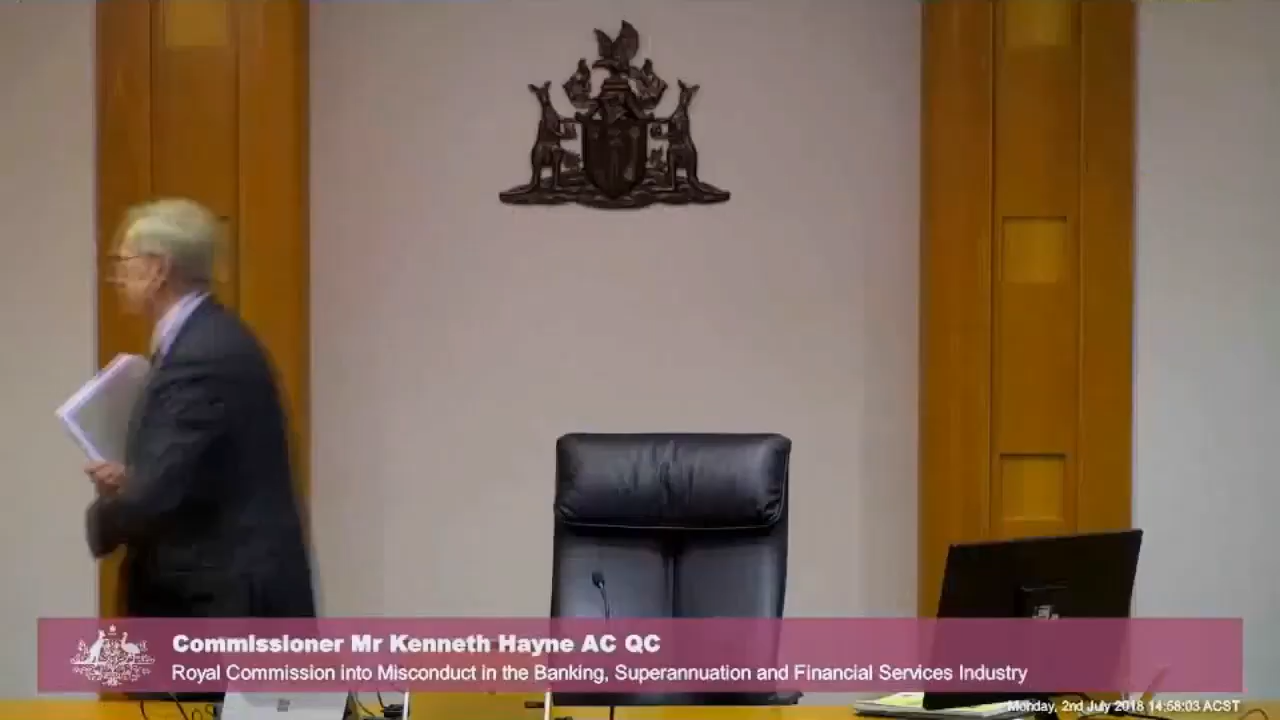 Commissioner Mr Kenneth Hayne AC QC
Royal Commission into Misconduct in the Banking, Superannuation and Financial Services Industry
Monday, 2nd July 2018 14:58:03 ACST